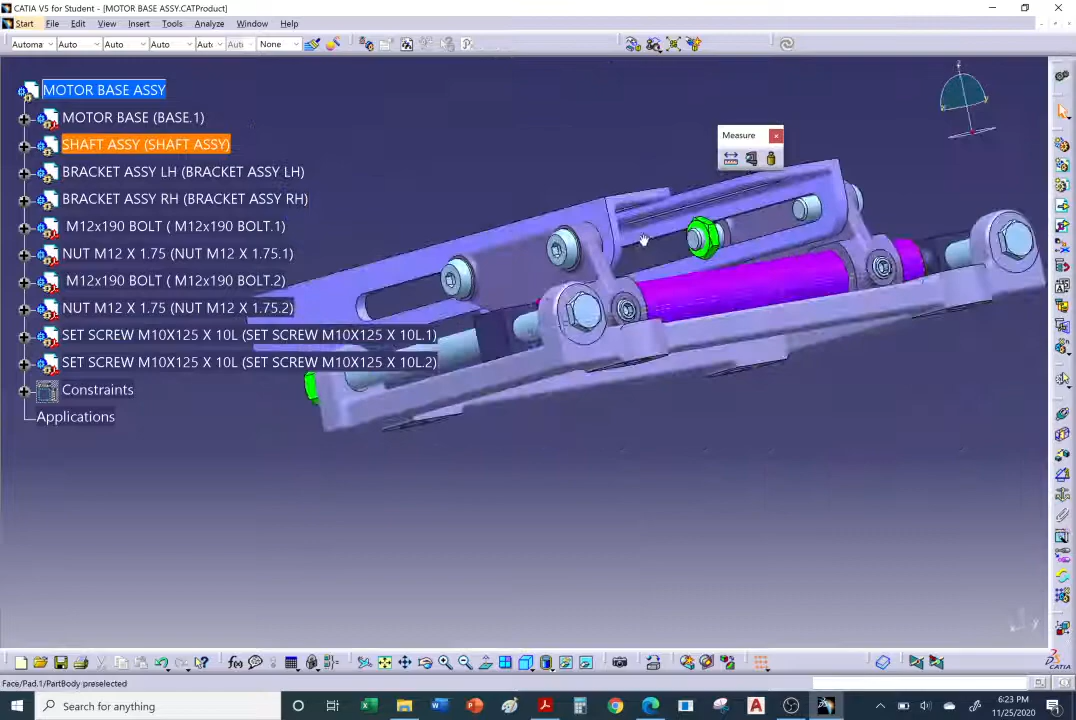 CATIA V5 for Student - [MOTOR BASE ASSY.CATProduct]
Start File Edit View Insert Tools Analyze Window Help
Automa Auto Auto Auto Aut Aut None
MOTOR BASE ASSY
MOTOR BASE (BASE.1)
SHAFT ASSY (SHAFT ASSY)
BRACKET ASSY LH (BRACKET ASSY LH)
BRACKET ASSY RH (BRACKET ASSY RH)
M12x190 BOLT ( M12x190 BOLT.1)
NUT M12 X 1.75 (NUT M12 X 1.75.1)
M12x190 BOLT ( M12x190 BOLT.2)
NUT M12 X 1.75 (NUT M12 X 1.75.2)
SET SCREW M10X125 X 10L (SET SCREW M10X125 X 10L.1)
SET SCREW M10X125 X 10L (SET SCREW M10X125 X 10L.2)
Constraints
Applications
Measure
CATIA
Face/Pad.1/PartBody preselected
Search for anything
6:23 PM
11/25/2020